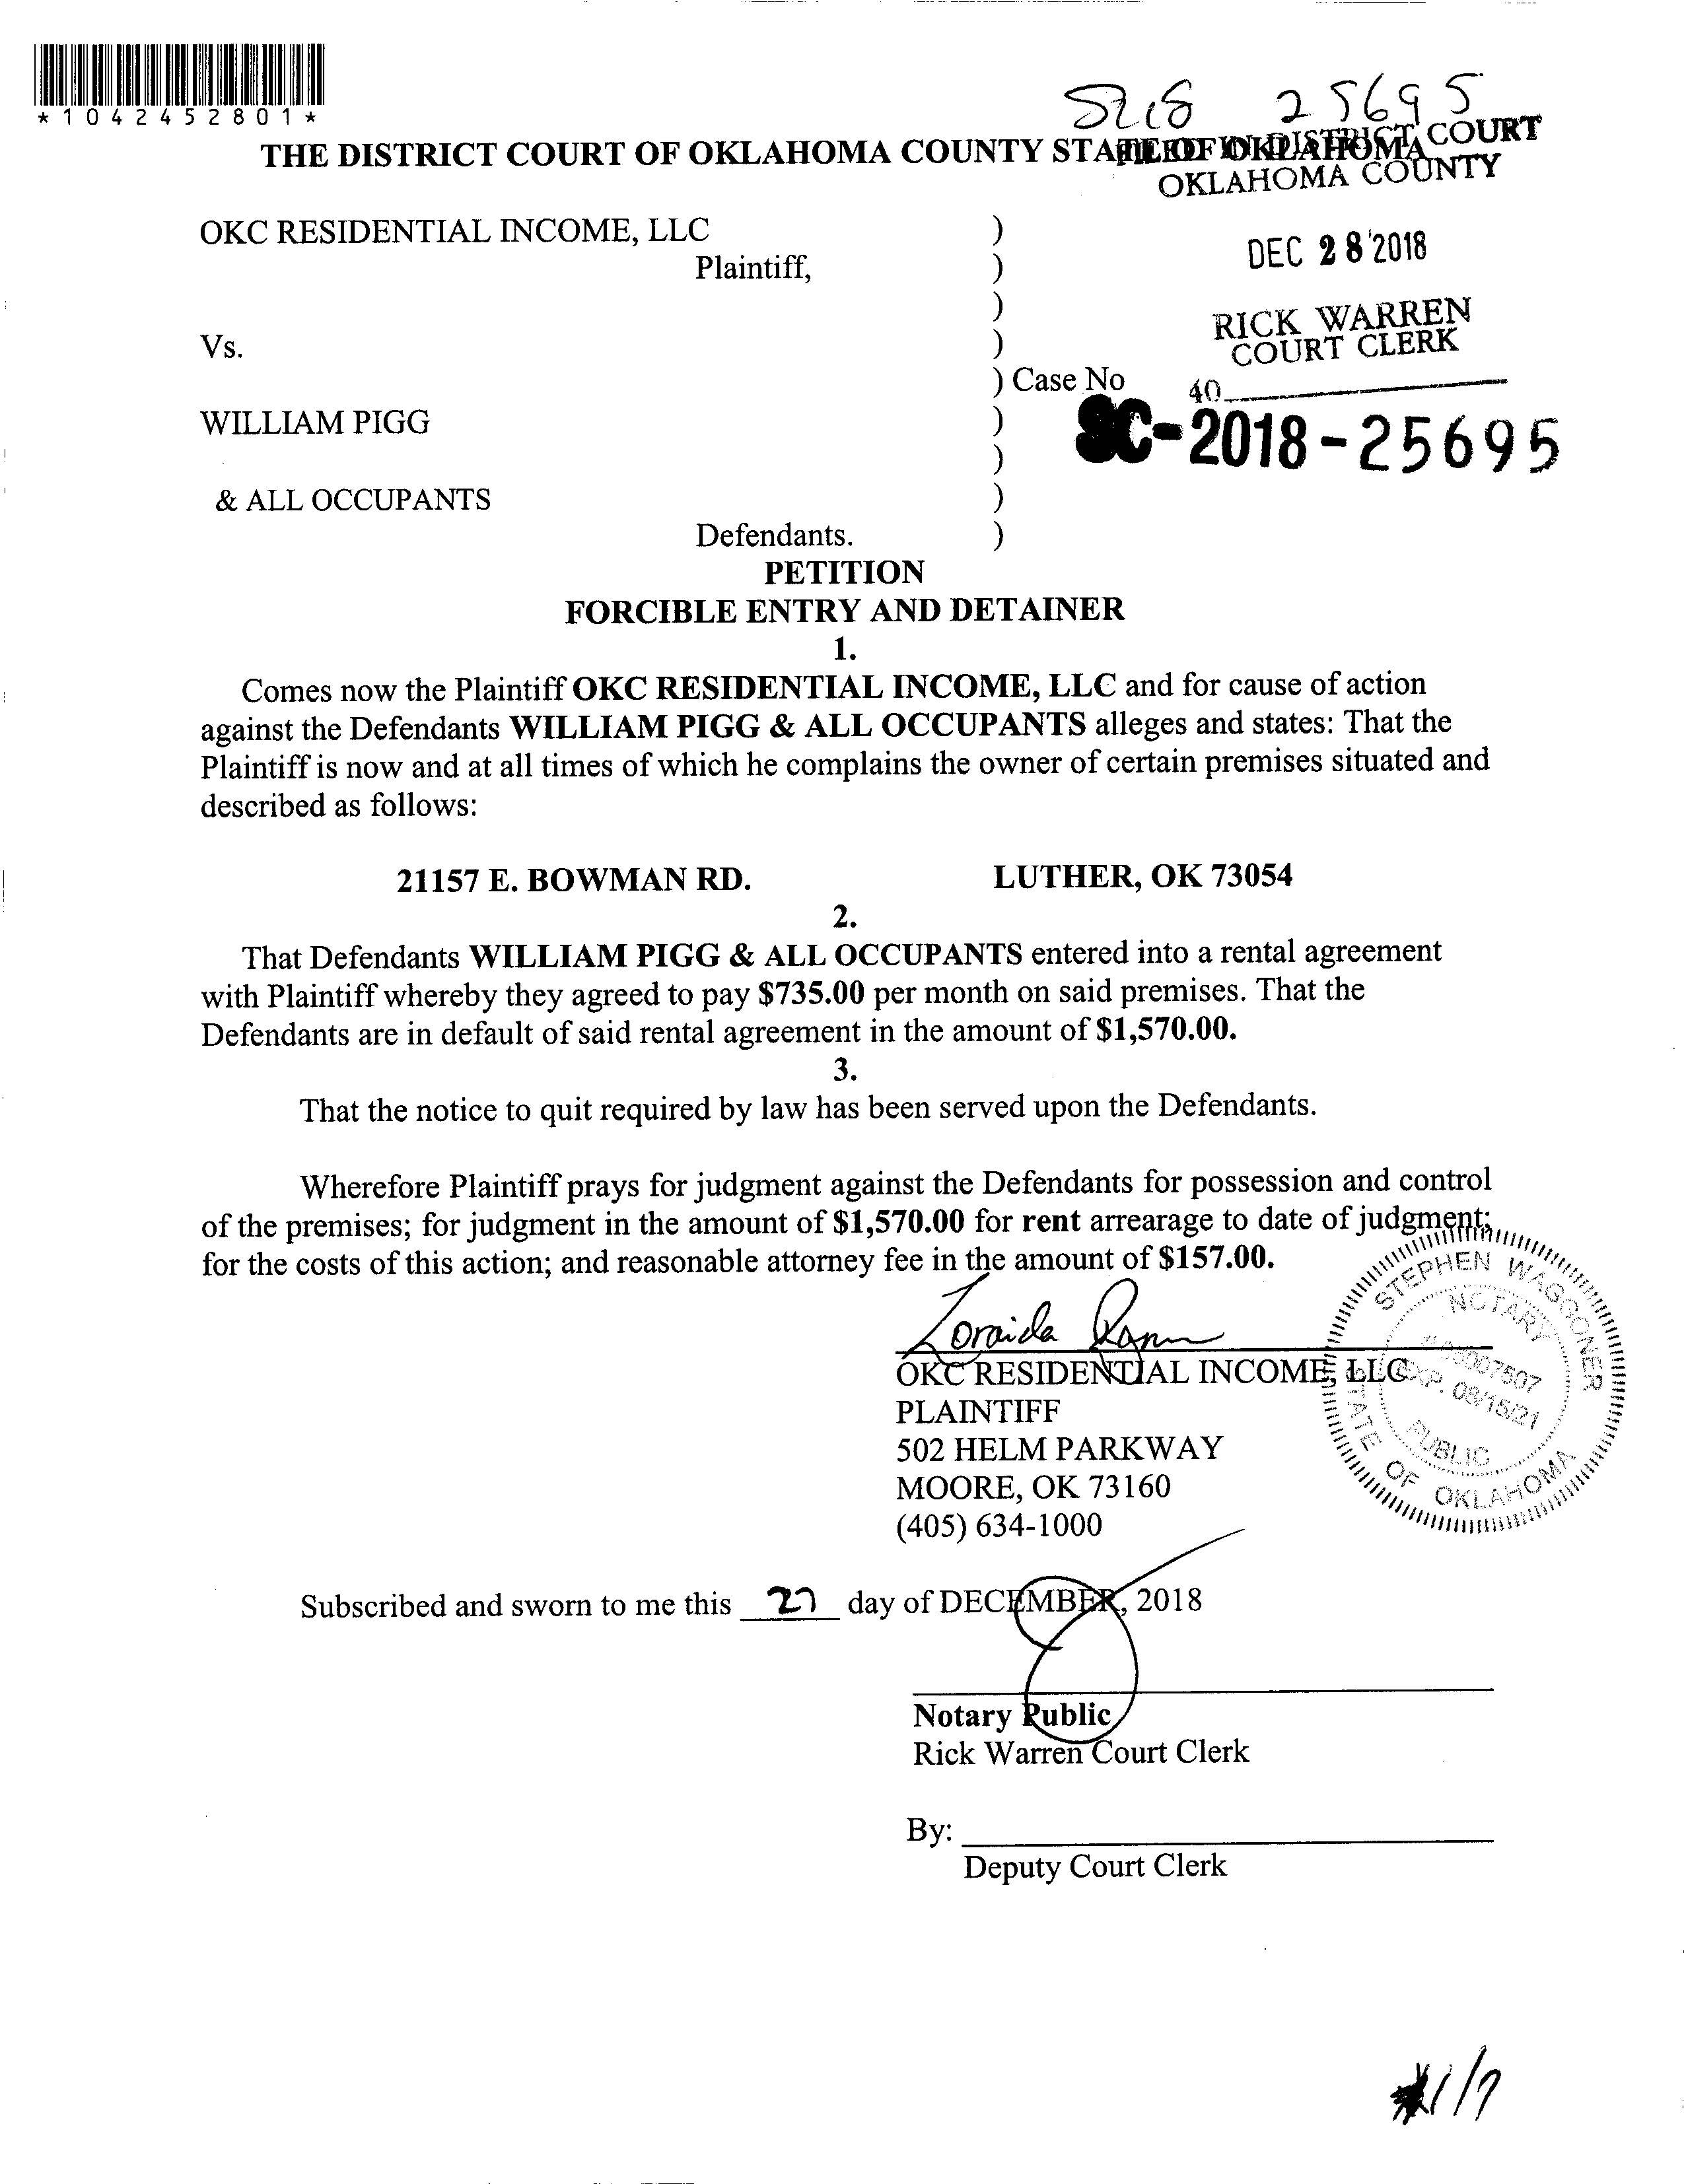 *1042452801*
25695
THE DISTRICT COURT OF OKLAHOMA COUNTY STATE OF OKLAHOMA
FILED IN DISTRICT COURT
OKLAHOMA COUNTY
OKC RESIDENTIAL INCOME, LLC )
Plaintiff, )
DEC 28 2018
)
RICK WARREN
Vs. )
COURT CLERK
) Case No
40
WILLIAM PIGG )
SC-2018-25695
)
& ALL OCCUPANTS )
Defendants. )
PETITION
FORCIBLE ENTRY AND DETAINER
1.
Comes now the Plaintiff OKC RESIDENTIAL INCOME, LLC and for cause of action
against the Defendants WILLIAM PIGG & ALL OCCUPANTS alleges and states: That the
Plaintiff is now and at all times of which he complains the owner of certain premises situated and
described as follows:
21157 E. BOWMAN RD. LUTHER, OK 73054
2.
That Defendants WILLIAM PIGG & ALL OCCUPANTS entered into a rental agreement
with Plaintiff whereby they agreed to pay $735.00 per month on said premises. That the
Defendants are in default of said rental agreement in the amount of $1,570.00.
3.
That the notice to quit required by law has been served upon the Defendants.
Wherefore Plaintiff prays for judgment against the Defendants for possession and control
of the premises; for judgment in the amount of $1,570.00 for rent arrearage to date of judgment;
for the costs of this action; and reasonable attorney fee in the amount of $157.00.
Loraida
OKC RESIDENTIAL INCOME, LLC
PLAINTIFF
502 HELM PARKWAY
MOORE, OK 73160
(405) 634-1000
STEPHEN WAGGONER
NOTARY
EXP. 08/15/21
PUBLIC
STATE OF OKLAHOMA
Subscribed and sworn to me this 27 day of DECEMBER, 2018
Notary Public
Rick Warren Court Clerk
By:
Deputy Court Clerk
1/7